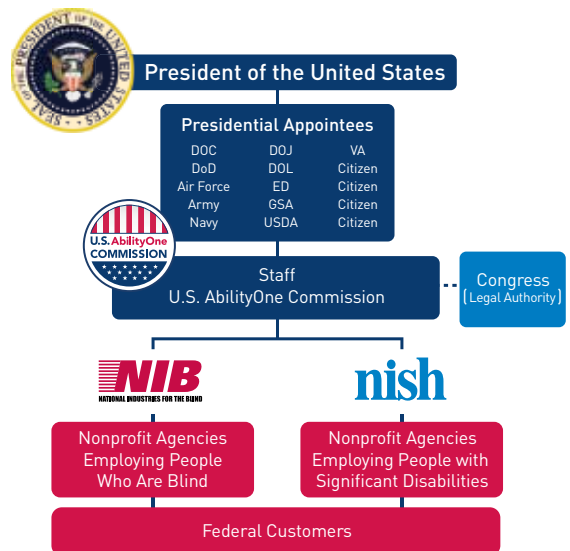 SEAL OF THE PRESIDENT OF THE UNITED STATES
President of the United States
Presidential Appointees
DOC DOJ VA
DoD DOL Citizen
Air Force ED Citizen
Army GSA Citizen
Navy USDA Citizen
U.S. AbilityOne
COMMISSION
Staff
U.S. AbilityOne Commission
Congress
(Legal Authority)
NIB
NATIONAL INDUSTRIES FOR THE BLIND
nish
Nonprofit Agencies
Employing People
Who Are Blind
Nonprofit Agencies
Employing People with
Significant Disabilities
Federal Customers